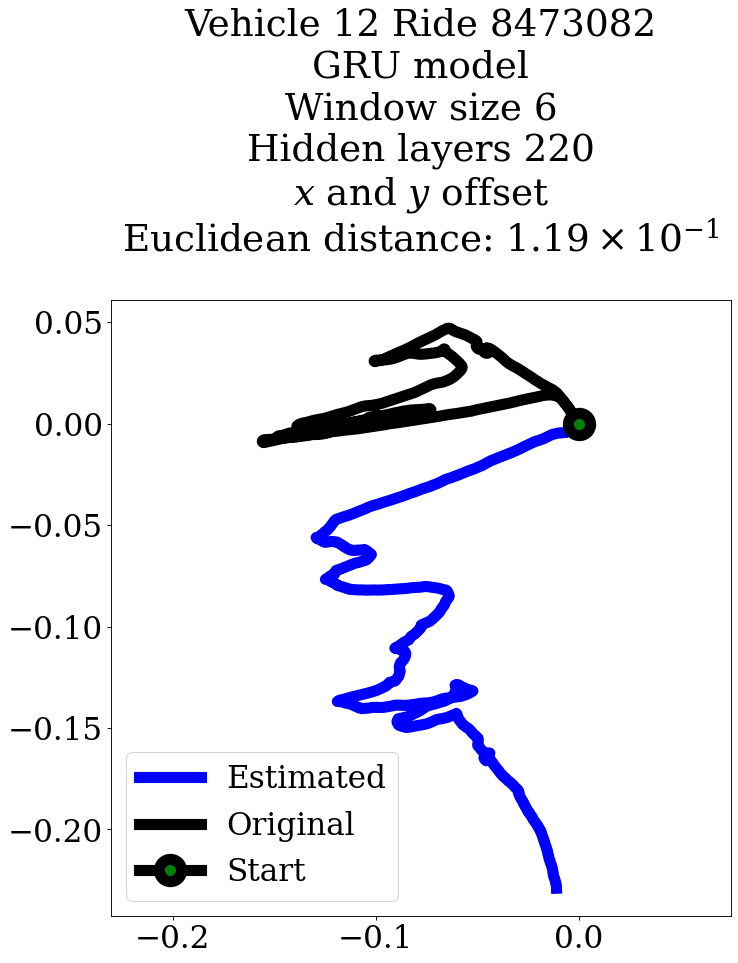 Vehicle 12 Ride 8473082
GRU model
Window size 6
Hidden layers 220
x and y offset
Euclidean distance: 1.19 × 10⁻¹
0.05
0.00
−0.05
−0.10
−0.15
−0.20
Estimated
Original
Start
−0.2
−0.1
0.0